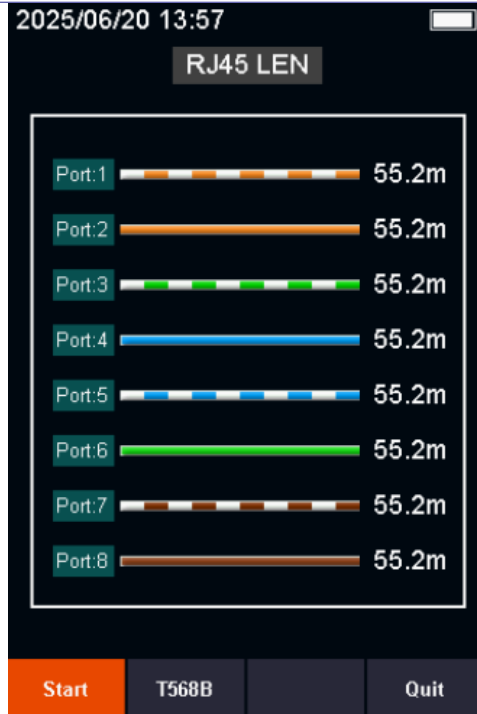 2025/06/20 13:57
RJ45 LEN
Port:1 55.2m
Port:2 55.2m
Port:3 55.2m
Port:4 55.2m
Port:5 55.2m
Port:6 55.2m
Port:7 55.2m
Port:8 55.2m
Start T568B Quit